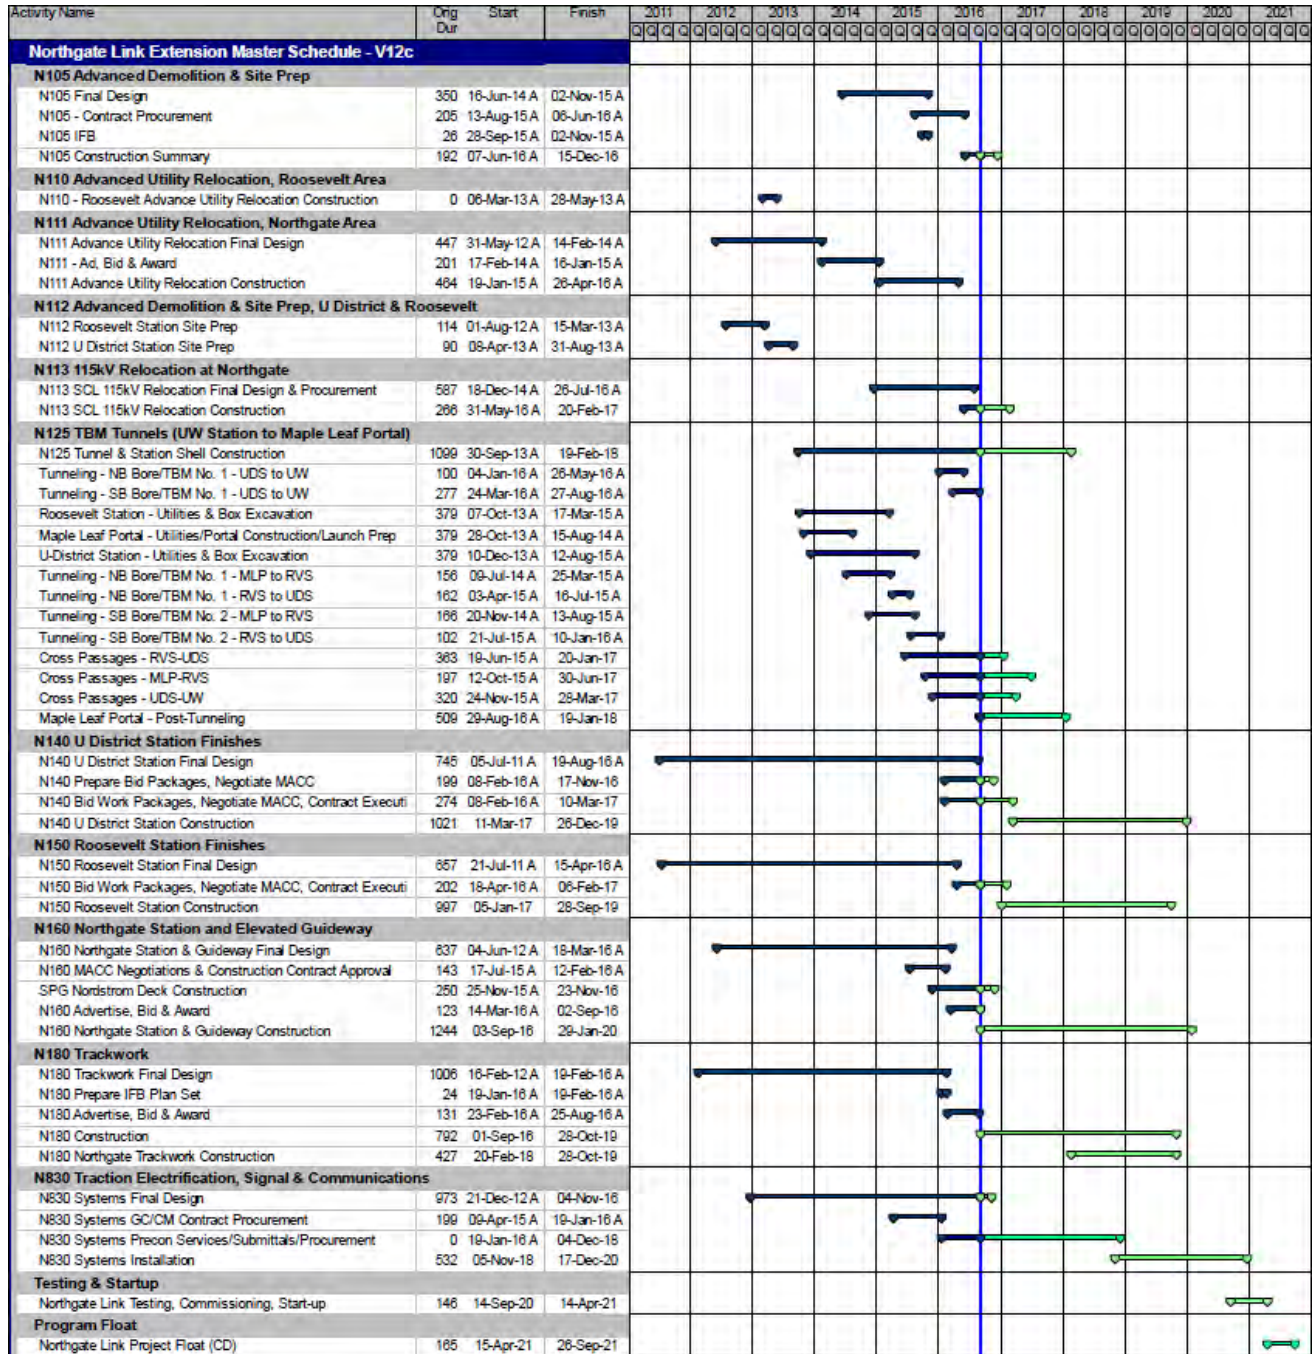 Activity Name Orig Dur Start Finish 2011 2012 2013 2014 2015 2016 2017 2018 2019 2020 2021
Q Q Q Q Q Q Q Q Q Q Q Q Q Q Q Q Q Q Q Q Q Q Q Q Q Q Q Q Q Q Q Q Q Q Q Q Q Q Q Q Q Q Q Q
Northgate Link Extension Master Schedule - V12c
N105 Advanced Demolition & Site Prep
N105 Final Design 350 16-Jun-14 A 02-Nov-15 A
N105 - Contract Procurement 205 13-Aug-15 A 06-Jun-16 A
N105 IFB 26 28-Sep-15 A 02-Nov-15 A
N105 Construction Summary 192 07-Jun-16 A 15-Dec-16
N110 Advanced Utility Relocation, Roosevelt Area
N110 - Roosevelt Advance Utility Relocation Construction 0 06-Mar-13 A 28-May-13 A
N111 Advance Utility Relocation, Northgate Area
N111 Advance Utility Relocation Final Design 447 31-May-12 A 14-Feb-14 A
N111 - Ad, Bid & Award 201 17-Feb-14 A 16-Jan-15 A
N111 Advance Utility Relocation Construction 464 19-Jan-15 A 26-Apr-16 A
N112 Advanced Demolition & Site Prep, U District & Roosevelt
N112 Roosevelt Station Site Prep 114 01-Aug-12 A 15-Mar-13 A
N112 U District Station Site Prep 90 08-Apr-13 A 31-Aug-13 A
N113 115kV Relocation at Northgate
N113 SCL 115kV Relocation Final Design & Procurement 587 18-Dec-14 A 26-Jul-16 A
N113 SCL 115kV Relocation Construction 266 31-May-16 A 20-Feb-17
N125 TBM Tunnels (UW Station to Maple Leaf Portal)
N125 Tunnel & Station Shell Construction 1099 30-Sep-13 A 19-Feb-18
Tunneling - NB Bore/TBM No. 1 - UDS to UW 100 04-Jan-16 A 26-May-16 A
Tunneling - SB Bore/TBM No. 1 - UDS to UW 277 24-Mar-16 A 27-Aug-16 A
Roosevelt Station - Utilities & Box Excavation 379 07-Oct-13 A 17-Mar-15 A
Maple Leaf Portal - Utilities/Portal Construction/Launch Prep 379 28-Oct-13 A 15-Aug-14 A
U-District Station - Utilities & Box Excavation 379 10-Dec-13 A 12-Aug-15 A
Tunneling - NB Bore/TBM No. 1 - MLP to RVS 156 09-Jul-14 A 25-Mar-15 A
Tunneling - NB Bore/TBM No. 1 - RVS to UDS 162 03-Apr-15 A 16-Jul-15 A
Tunneling - SB Bore/TBM No. 2 - MLP to RVS 166 20-Nov-14 A 13-Aug-15 A
Tunneling - SB Bore/TBM No. 2 - RVS to UDS 102 21-Jul-15 A 10-Jan-16 A
Cross Passages - RVS-UDS 363 19-Jun-15 A 20-Jan-17
Cross Passages - MLP-RVS 197 12-Oct-15 A 30-Jun-17
Cross Passages - UDS-UW 320 24-Nov-15 A 28-Mar-17
Maple Leaf Portal - Post-Tunneling 509 29-Aug-16 A 19-Jan-18
N140 U District Station Finishes
N140 U District Station Final Design 745 05-Jul-11 A 19-Aug-16 A
N140 Prepare Bid Packages, Negotiate MACC 199 08-Feb-16 A 17-Nov-16
N140 Bid Work Packages, Negotiate MACC, Contract Executi 274 08-Feb-16 A 10-Mar-17
N140 U District Station Construction 1021 11-Mar-17 26-Dec-19
N150 Roosevelt Station Finishes
N150 Roosevelt Station Final Design 657 21-Jul-11 A 15-Apr-16 A
N150 Bid Work Packages, Negotiate MACC, Contract Executi 202 18-Apr-16 A 06-Feb-17
N150 Roosevelt Station Construction 997 05-Jan-17 28-Sep-19
N160 Northgate Station and Elevated Guideway
N160 Northgate Station & Guideway Final Design 637 04-Jun-12 A 18-Mar-16 A
N160 MACC Negotiations & Construction Contract Approval 143 17-Jul-15 A 12-Feb-16 A
SPG Nordstrom Deck Construction 250 25-Nov-15 A 23-Nov-16
N160 Advertise, Bid & Award 123 14-Mar-16 A 02-Sep-16
N160 Northgate Station & Guideway Construction 1244 03-Sep-16 29-Jan-20
N180 Trackwork
N180 Trackwork Final Design 1006 16-Feb-12 A 19-Feb-16 A
N180 Prepare IFB Plan Set 24 19-Jan-16 A 19-Feb-16 A
N180 Advertise, Bid & Award 131 23-Feb-16 A 25-Aug-16 A
N180 Construction 792 01-Sep-16 28-Oct-19
N180 Northgate Trackwork Construction 427 20-Feb-18 28-Oct-19
N830 Traction Electrification, Signal & Communications
N830 Systems Final Design 973 21-Dec-12 A 04-Nov-16
N830 Systems GC/CM Contract Procurement 199 09-Apr-15 A 19-Jan-16 A
N830 Systems Precon Services/Submittals/Procurement 0 19-Jan-16 A 04-Dec-18
N830 Systems Installation 532 05-Nov-18 17-Dec-20
Testing & Startup
Northgate Link Testing, Commissioning, Start-up 146 14-Sep-20 14-Apr-21
Program Float
Northgate Link Project Float (CD) 165 15-Apr-21 26-Sep-21